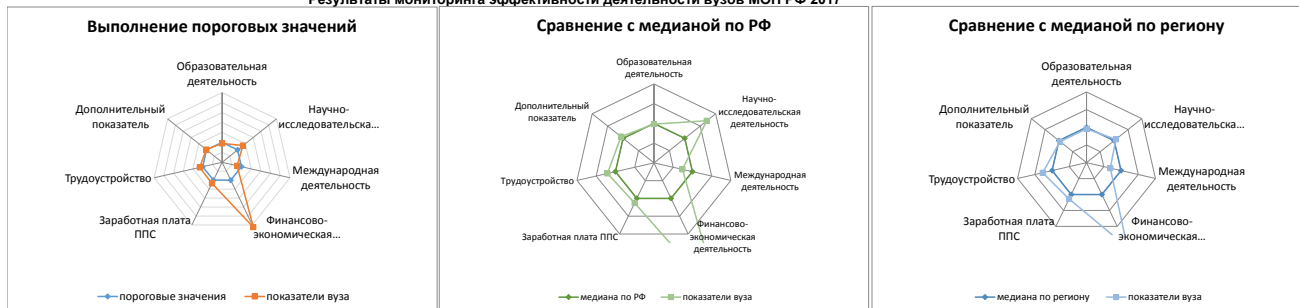 Результаты мониторинга эффективности деятельности вузов МОН РФ 2017
Выполнение пороговых значений
Образовательная
деятельность
Научно-
исследовательска...
Международная
деятельность
Финансово-
экономическая...
Заработная плата
ППС
Трудоустройство
Дополнительный
показатель
пороговые значения
показатели вуза
Сравнение с медианой по РФ
Образовательная
деятельность
Научно-
исследовательская
деятельность
Международная
деятельность
Финансово-
экономическая
деятельность
Заработная плата ППС
Трудоустройство
Дополнительный
показатель
медиана по РФ
показатели вуза
Сравнение с медианой по региону
Образовательная
деятельность
Научно-
исследовательска...
Международная
деятельность
Финансово-
экономическая...
Заработная плата
ППС
Трудоустройство
Дополнительный
показатель
медиана по региону
показатели вуза